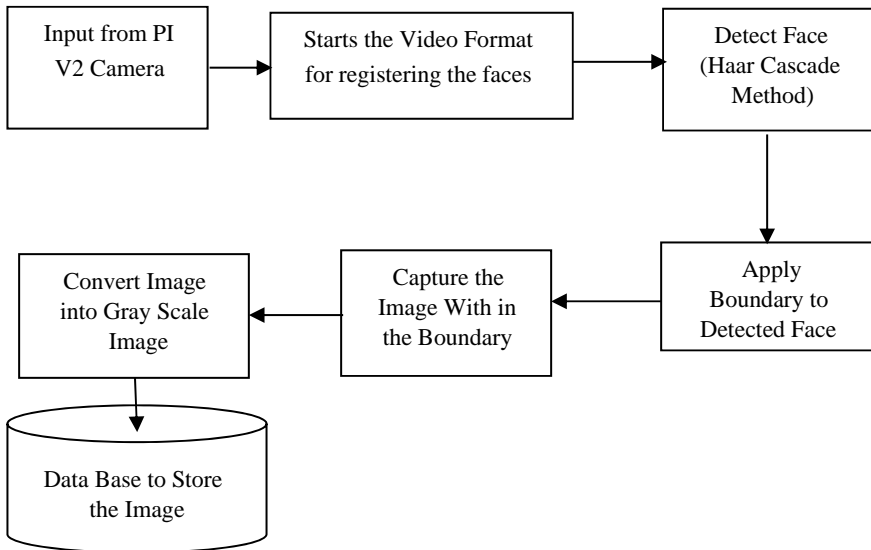 Input from PI
V2 Camera
Starts the Video Format
for registering the faces
Detect Face
(Haar Cascade
Method)
Apply
Boundary to
Detected Face
Capture the
Image With in
the Boundary
Convert Image
into Gray Scale
Image
Data Base to Store
the Image